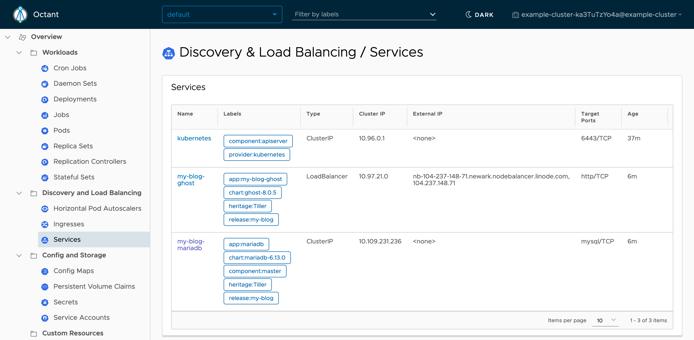 Octant
default
Filter by labels
DARK
example-cluster-ka3TuTzYo4a@example-cluster
Overview
Workloads
Cron Jobs
Daemon Sets
Deployments
Jobs
Pods
Replica Sets
Replication Controllers
Stateful Sets
Discovery and Load Balancing
Horizontal Pod Autoscalers
Ingresses
Services
Config and Storage
Config Maps
Persistent Volume Claims
Secrets
Service Accounts
Custom Resources
Discovery & Load Balancing / Services
Services
Name Labels Type Cluster IP External IP Target Ports Age
kubernetes component:apiserver ClusterIP 10.96.0.1 <none> 6443/TCP 37m
provider:kubernetes
my-blog-ghost app:my-blog-ghost LoadBalancer 10.97.21.0 nb-104-237-148-71.newark.nodebalancer.linode.com, http/TCP 6m
104.237.148.71
chart:ghost-8.0.5
heritage:Tiller
release:my-blog
my-blog-mariadb app:mariadb ClusterIP 10.109.231.236 <none> mysql/TCP 6m
chart:mariadb-6.13.0
component:master
heritage:Tiller
release:my-blog
Items per page 10 1 - 3 of 3 items